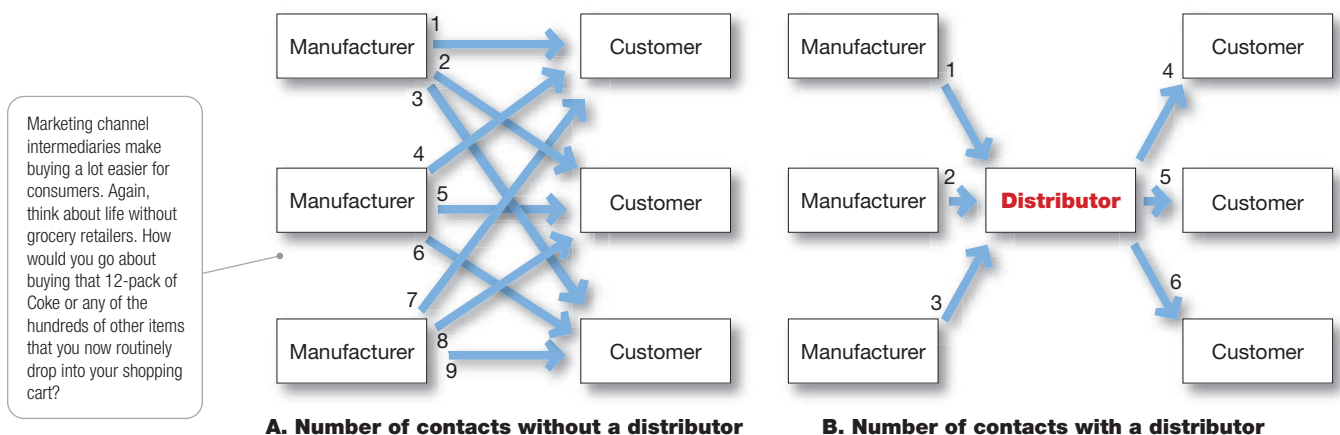 Marketing channel
intermediaries make
buying a lot easier for
consumers. Again,
think about life without
grocery retailers. How
would you go about
buying that 12-pack of
Coke or any of the
hundreds of other items
that you now routinely
drop into your shopping
cart?
Manufacturer
1
2
3
Customer
Manufacturer
4
5
6
Customer
Manufacturer
7
8
9
Customer
A. Number of contacts without a distributor
Manufacturer
1
Manufacturer
2
Manufacturer
3
Distributor
4
Customer
5
Customer
6
Customer
B. Number of contacts with a distributor